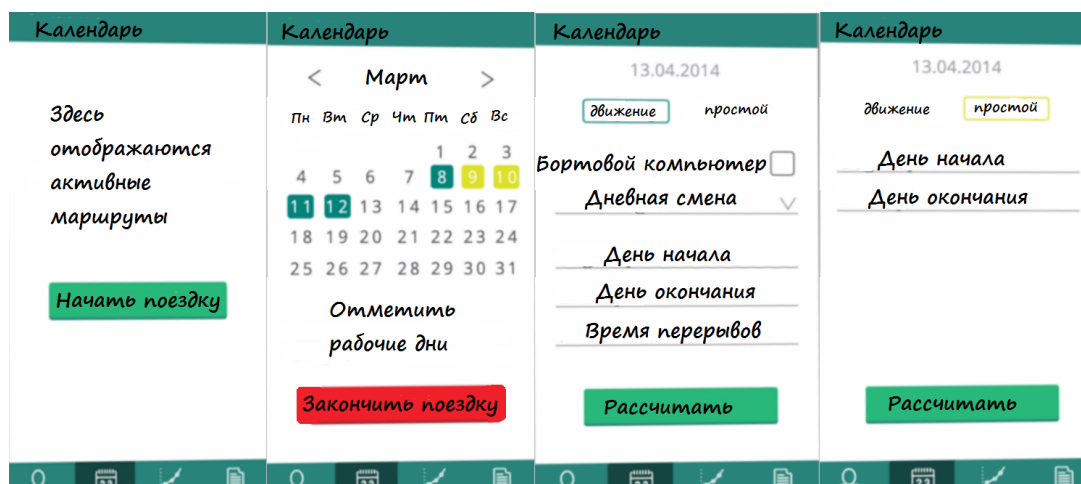 Календарь
Здесь
отображаются
активные
маршруты
Начать поездку
Календарь
< Март >
Пн Вт Ср Чт Пт Сб Вс
1 2 3
4 5 6 7 8 9 10
11 12 13 14 15 16 17
18 19 20 21 22 23 24
25 26 27 28 29 30 31
Отметить
рабочие дни
Закончить поездку
Календарь
13.04.2014
движение простой
Бортовой компьютер
Дневная смена
День начала
День окончания
Время перерывов
Рассчитать
Календарь
13.04.2014
движение простой
День начала
День окончания
Рассчитать